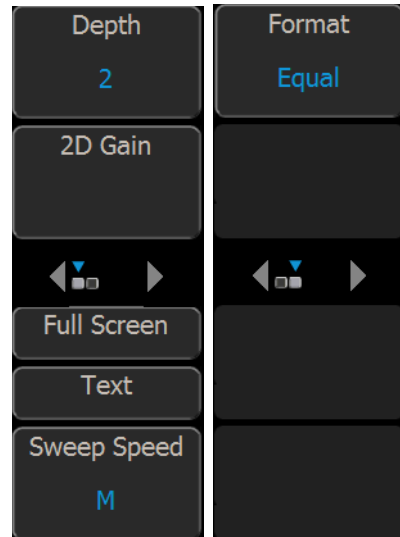 Depth
2
2D Gain
Full Screen
Text
Sweep Speed
M
Format
Equal